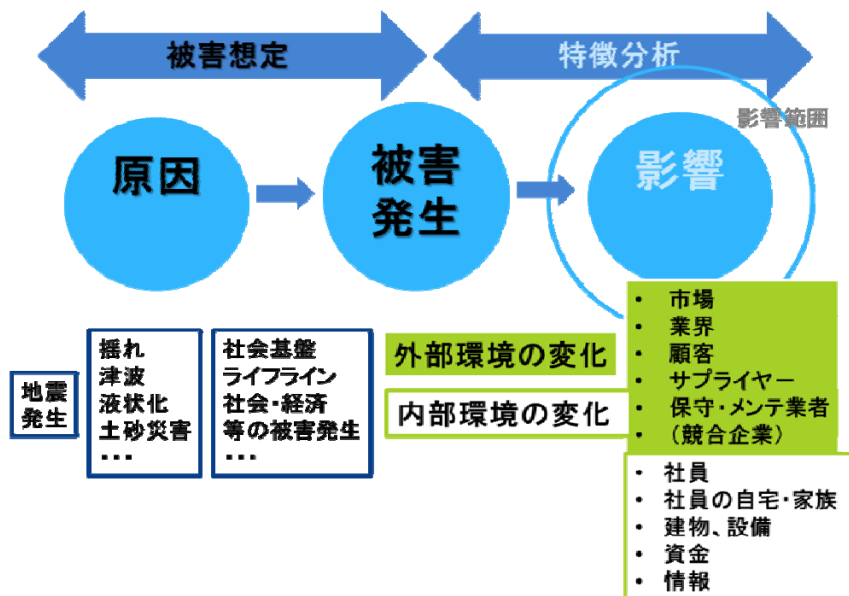 被害想定
特徴分析
影響範囲
原因
被害
発生
影響
地震
発生
揺れ
津波
液状化
土砂災害
・・・
社会基盤
ライフライン
社会・経済
等の被害発生
・・・
外部環境の変化
内部環境の変化
• 市場
• 業界
• 顧客
• サプライヤー
• 保守・メンテ業者
• (競合企業)
• 社員
• 社員の自宅・家族
• 建物、設備
• 資金
• 情報